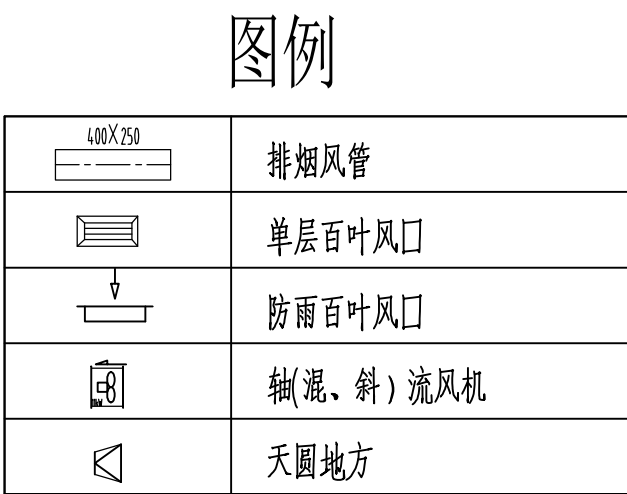 图例
400X250
排烟风管
单层百叶风口
防雨百叶风口
轴(混、斜)流风机
天圆地方